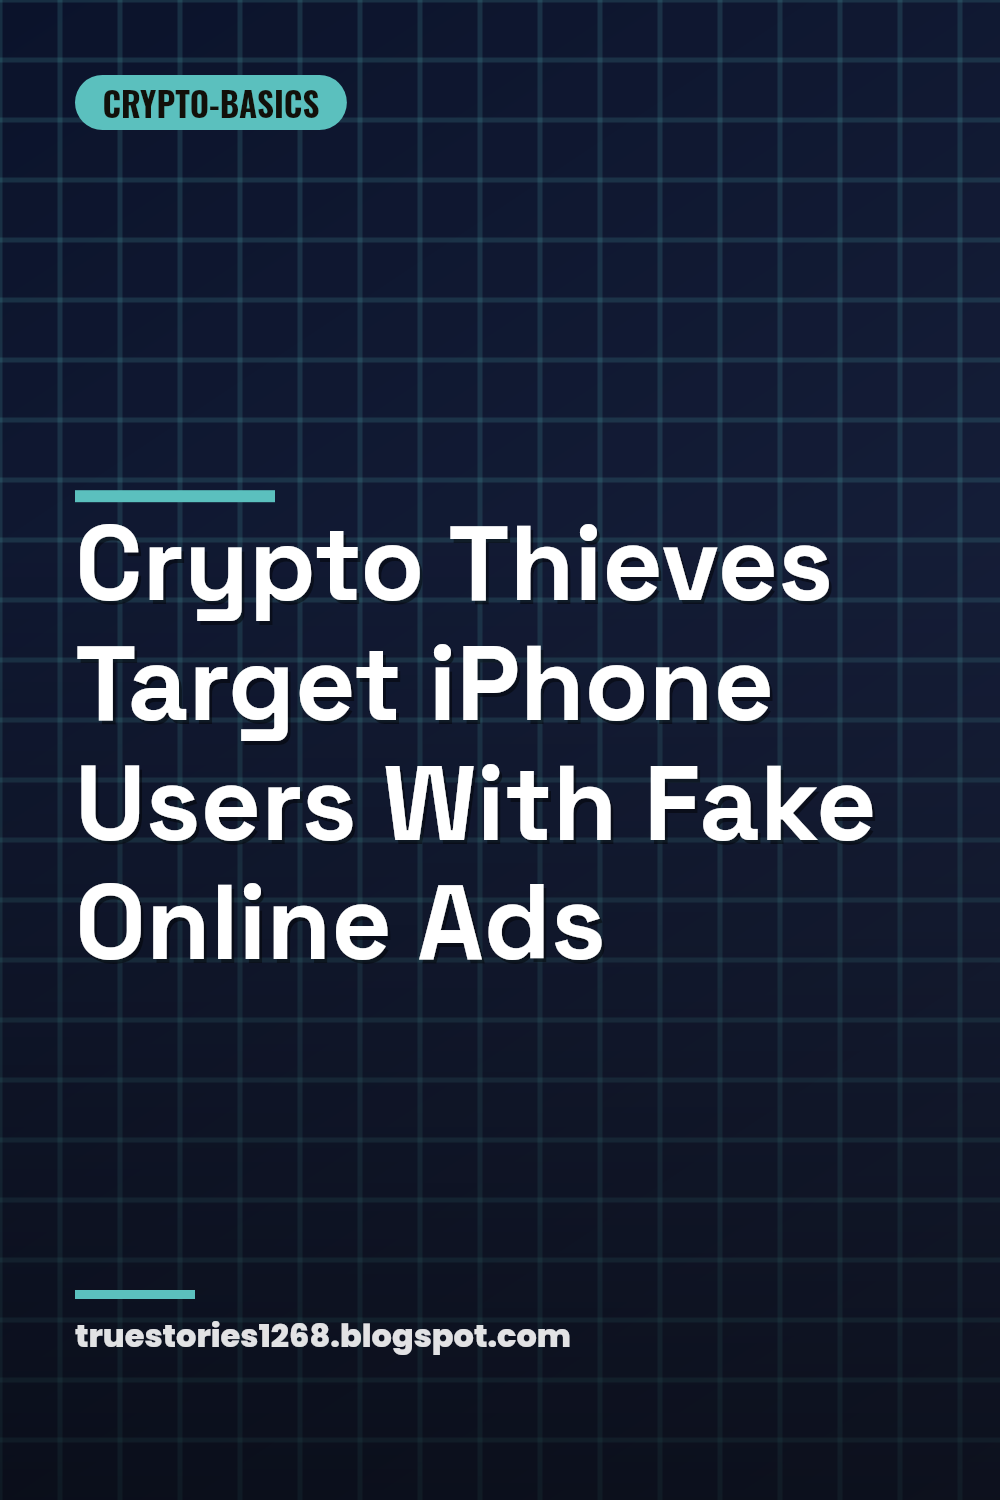 CRYPTO-BASICS
Crypto Thieves
Target iPhone
Users With Fake
Online Ads
truestories1268.blogspot.com